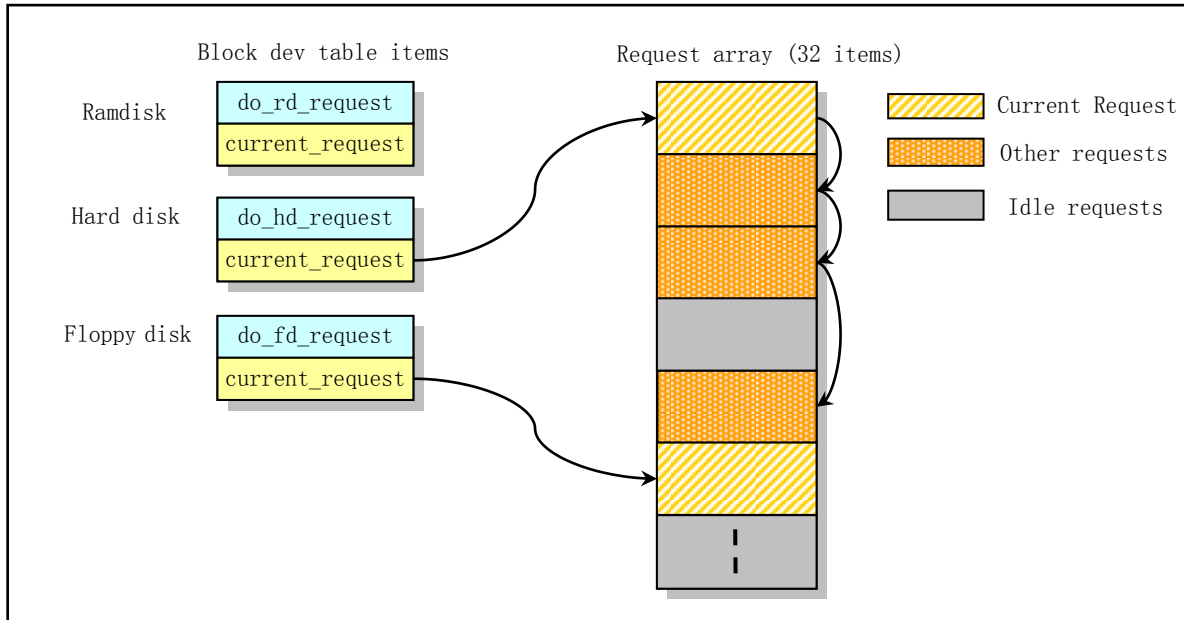 Block dev table items
Ramdisk
do_rd_request
current_request
Hard disk
do_hd_request
current_request
Floppy disk
do_fd_request
current_request
Request array (32 items)
Current Request
Other requests
Idle requests